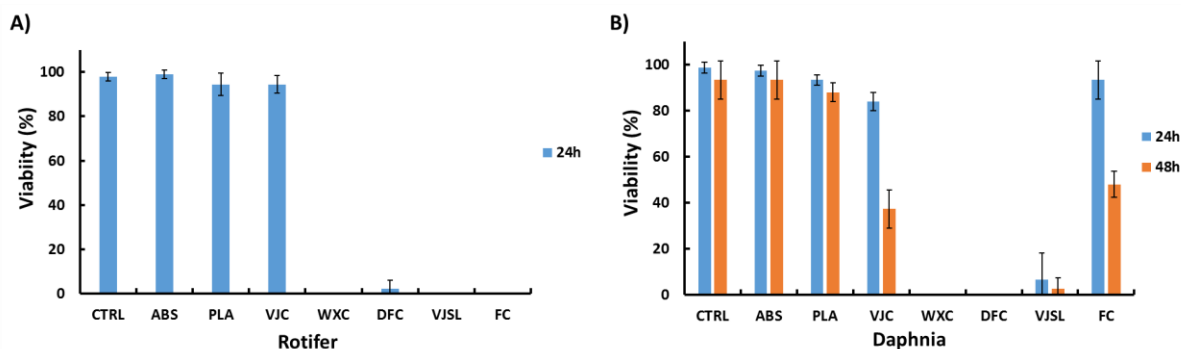 A)
Viabiity (%)
100
80
60
40
20
0
CTRL ABS PLA VJC WXC DFC VJSL FC
Rotifer
24h
B)
Viability (%)
100
80
60
40
20
0
CTRL ABS PLA VJC WXC DFC VJSL FC
Daphnia
24h
48h